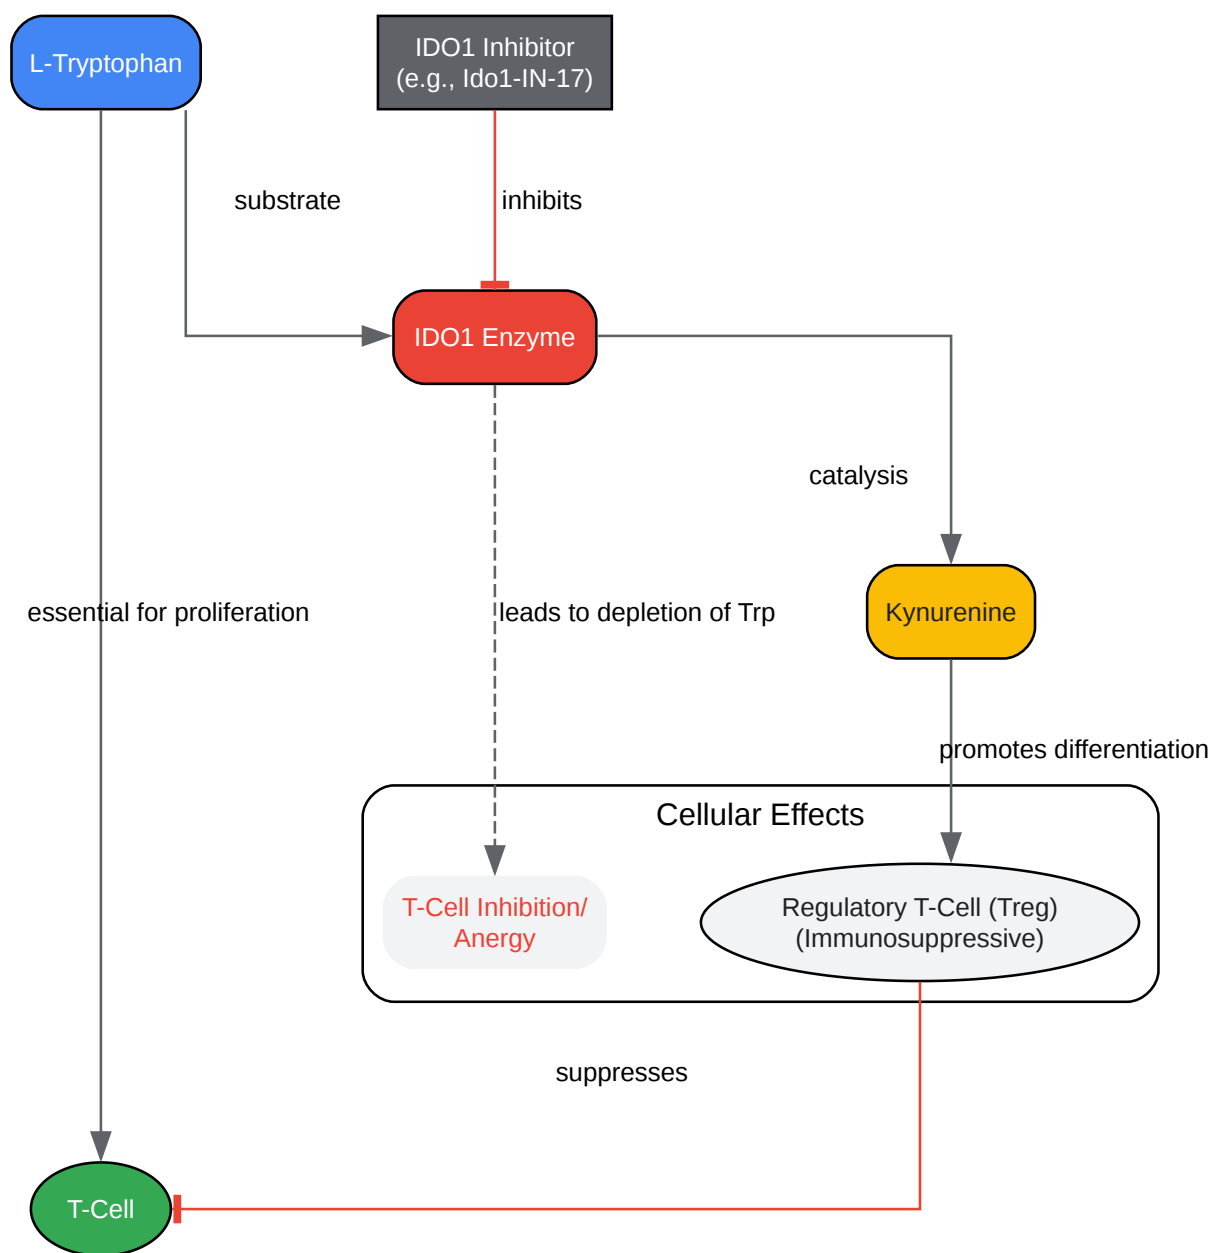 L-Tryptophan
IDO1 Inhibitor
(e.g., Ido1-IN-17)
substrate
inhibits
IDO1 Enzyme
catalysis
essential for proliferation
leads to depletion of Trp
Kynurenine
promotes differentiation
Cellular Effects
T-Cell Inhibition/
Anergy
Regulatory T-Cell (Treg)
(Immunosuppressive)
suppresses
T-Cell